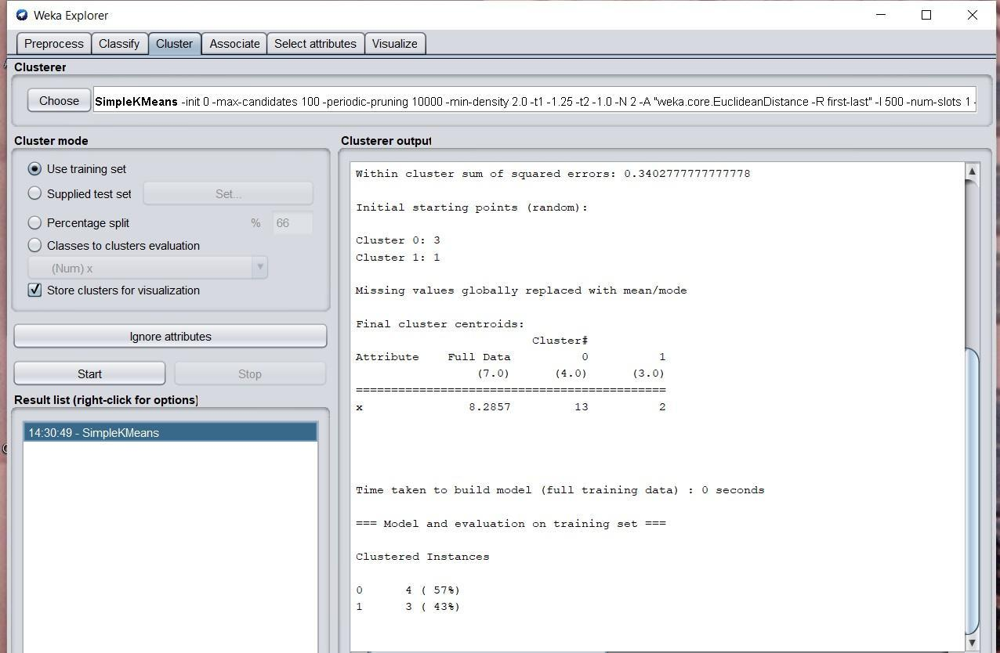 Weka Explorer
Preprocess Classify Cluster Associate Select attributes Visualize
Clusterer
Choose SimpleKMeans -init 0 -max-candidates 100 -periodic-pruning 10000 -min-density 2.0 -t1 -1.25 -t2 -1.0 -N 2 -A "weka.core.EuclideanDistance -R first-last" -I 500 -num-slots 1 -
Cluster mode
Use training set
Supplied test set Set...
Percentage split % 66
Classes to clusters evaluation
(Num) x
Store clusters for visualization
Ignore attributes
Start Stop
Result list (right-click for options)
14:30:49 - SimpleKMeans
Clusterer output
Within cluster sum of squared errors: 0.3402777777777778
Initial starting points (random):
Cluster 0: 3
Cluster 1: 1
Missing values globally replaced with mean/mode
Final cluster centroids:
Cluster#
Attribute Full Data 0 1
(7.0) (4.0) (3.0)
============================================
x 8.2857 13 2
Time taken to build model (full training data) : 0 seconds
=== Model and evaluation on training set ===
Clustered Instances
0 4 ( 57%)
1 3 ( 43%)